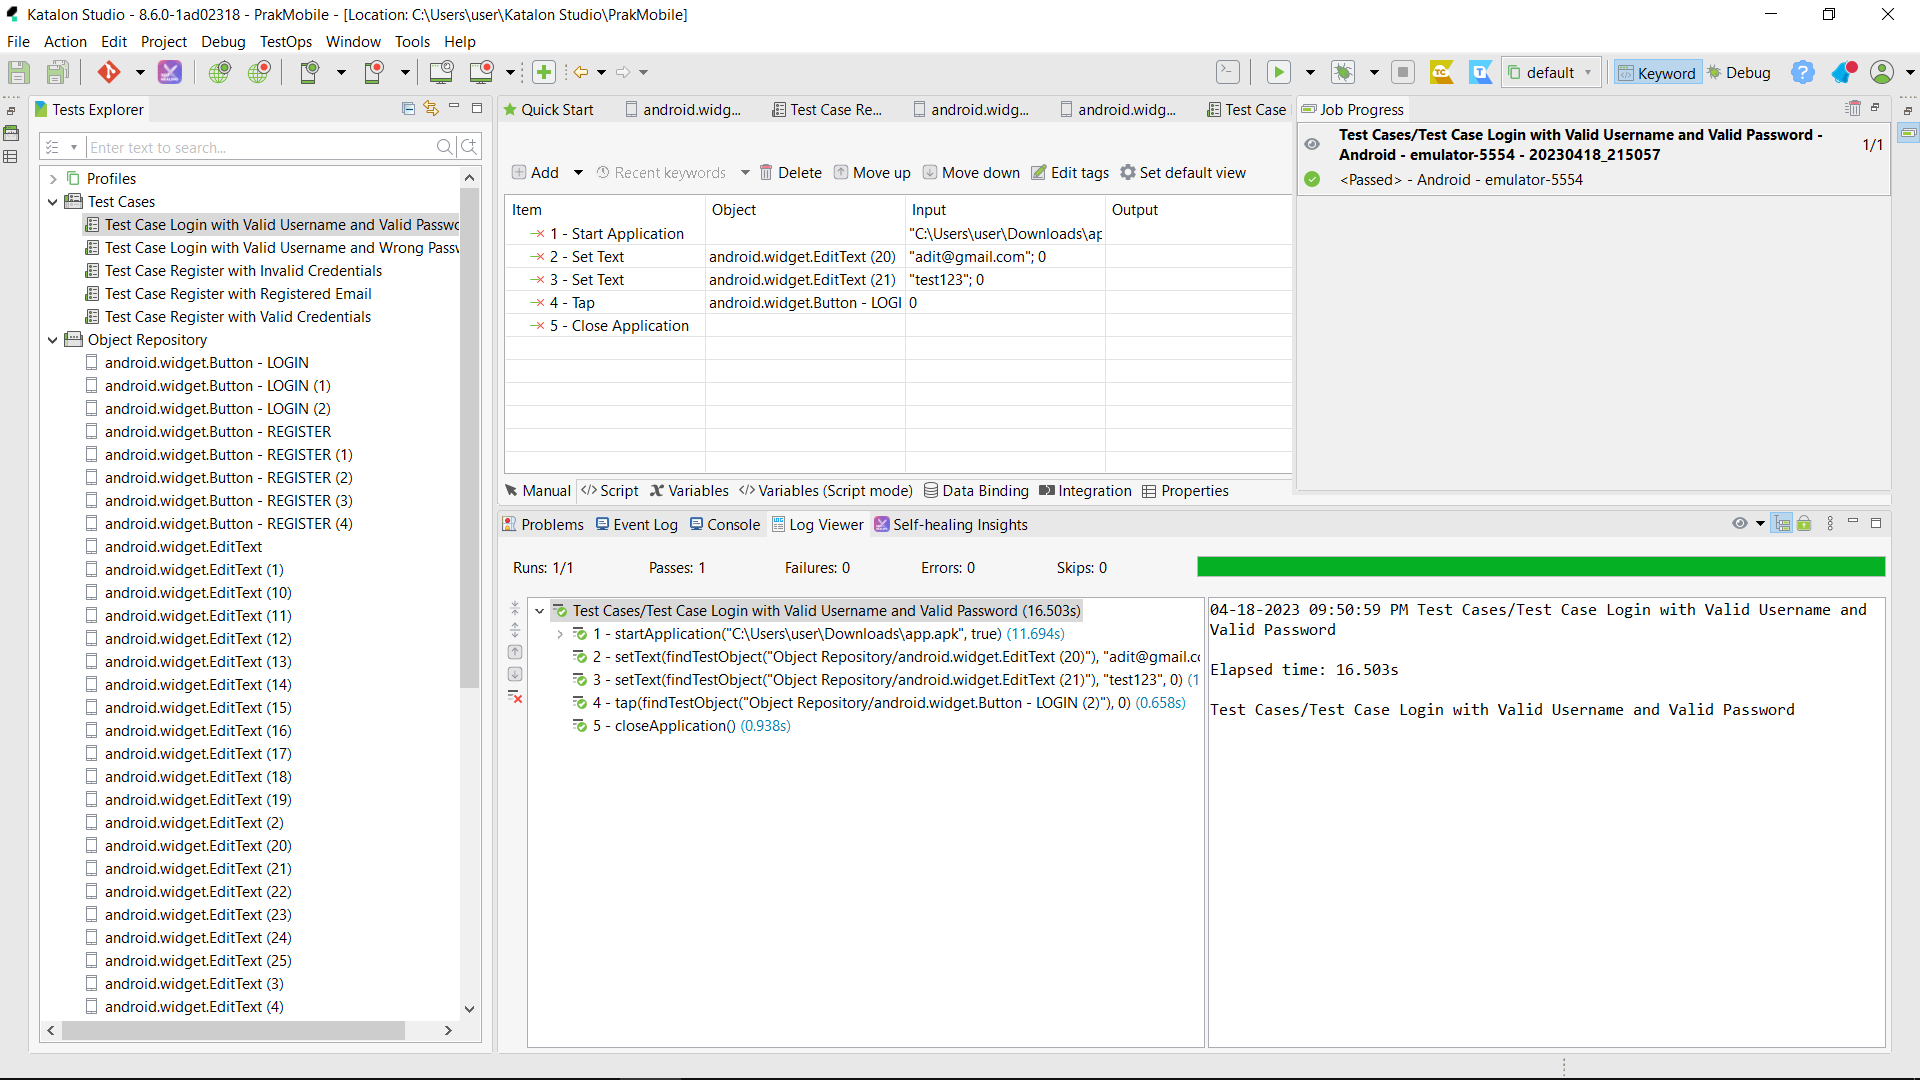 Katalon Studio - 8.6.0-1ad02318 - PrakMobile - [Location: C:\Users\user\Katalon Studio\PrakMobile]
File Action Edit Project Debug TestOps Window Tools Help
default Keyword Debug
Tests Explorer
Enter text to search...
Profiles
Test Cases
Test Case Login with Valid Username and Valid Passwo
Test Case Login with Valid Username and Wrong Passw
Test Case Register with Invalid Credentials
Test Case Register with Registered Email
Test Case Register with Valid Credentials
Object Repository
android.widget.Button - LOGIN
android.widget.Button - LOGIN (1)
android.widget.Button - LOGIN (2)
android.widget.Button - REGISTER
android.widget.Button - REGISTER (1)
android.widget.Button - REGISTER (2)
android.widget.Button - REGISTER (3)
android.widget.Button - REGISTER (4)
android.widget.EditText
android.widget.EditText (1)
android.widget.EditText (10)
android.widget.EditText (11)
android.widget.EditText (12)
android.widget.EditText (13)
android.widget.EditText (14)
android.widget.EditText (15)
android.widget.EditText (16)
android.widget.EditText (17)
android.widget.EditText (18)
android.widget.EditText (19)
android.widget.EditText (2)
android.widget.EditText (20)
android.widget.EditText (21)
android.widget.EditText (22)
android.widget.EditText (23)
android.widget.EditText (24)
android.widget.EditText (25)
android.widget.EditText (3)
android.widget.EditText (4)
Quick Start android.widg... Test Case Re... android.widg... android.widg... Test Case
Add Recent keywords Delete Move up Move down Edit tags Set default view
Item Object Input Output
1 - Start Application "C:\Users\user\Downloads\ap
2 - Set Text android.widget.EditText (20) "adit@gmail.com"; 0
3 - Set Text android.widget.EditText (21) "test123"; 0
4 - Tap android.widget.Button - LOGI 0
5 - Close Application
Manual Script Variables Variables (Script mode) Data Binding Integration Properties
Job Progress
Test Cases/Test Case Login with Valid Username and Valid Password -
Android - emulator-5554 - 20230418_215057
1/1
<Passed> - Android - emulator-5554
Problems Event Log Console Log Viewer Self-healing Insights
Runs: 1/1 Passes: 1 Failures: 0 Errors: 0 Skips: 0
Test Cases/Test Case Login with Valid Username and Valid Password (16.503s)
1 - startApplication("C:\Users\user\Downloads\app.apk", true) (11.694s)
2 - setText(findTestObject("Object Repository/android.widget.EditText (20)"), "adit@gmail.cc
3 - setText(findTestObject("Object Repository/android.widget.EditText (21)"), "test123", 0) (1
4 - tap(findTestObject("Object Repository/android.widget.Button - LOGIN (2)"), 0) (0.658s)
5 - closeApplication() (0.938s)
04-18-2023 09:50:59 PM Test Cases/Test Case Login with Valid Username and
Valid Password
Elapsed time: 16.503s
Test Cases/Test Case Login with Valid Username and Valid Password